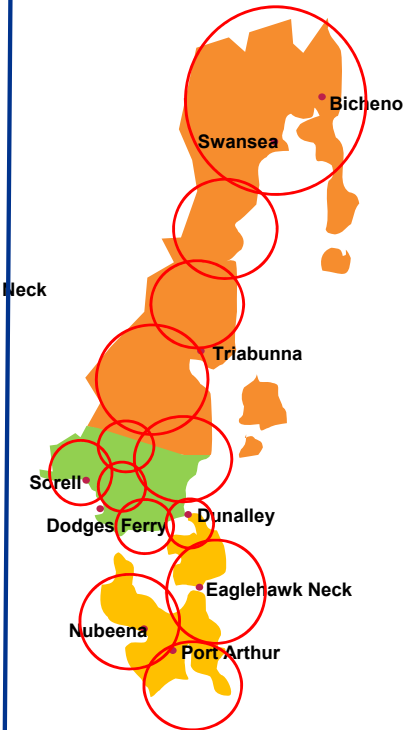 Bicheno
Swansea
Neck
Triabunna
Sorell
Dodges Ferry
Dunalley
Eaglehawk Neck
Nubeena
Port Arthur